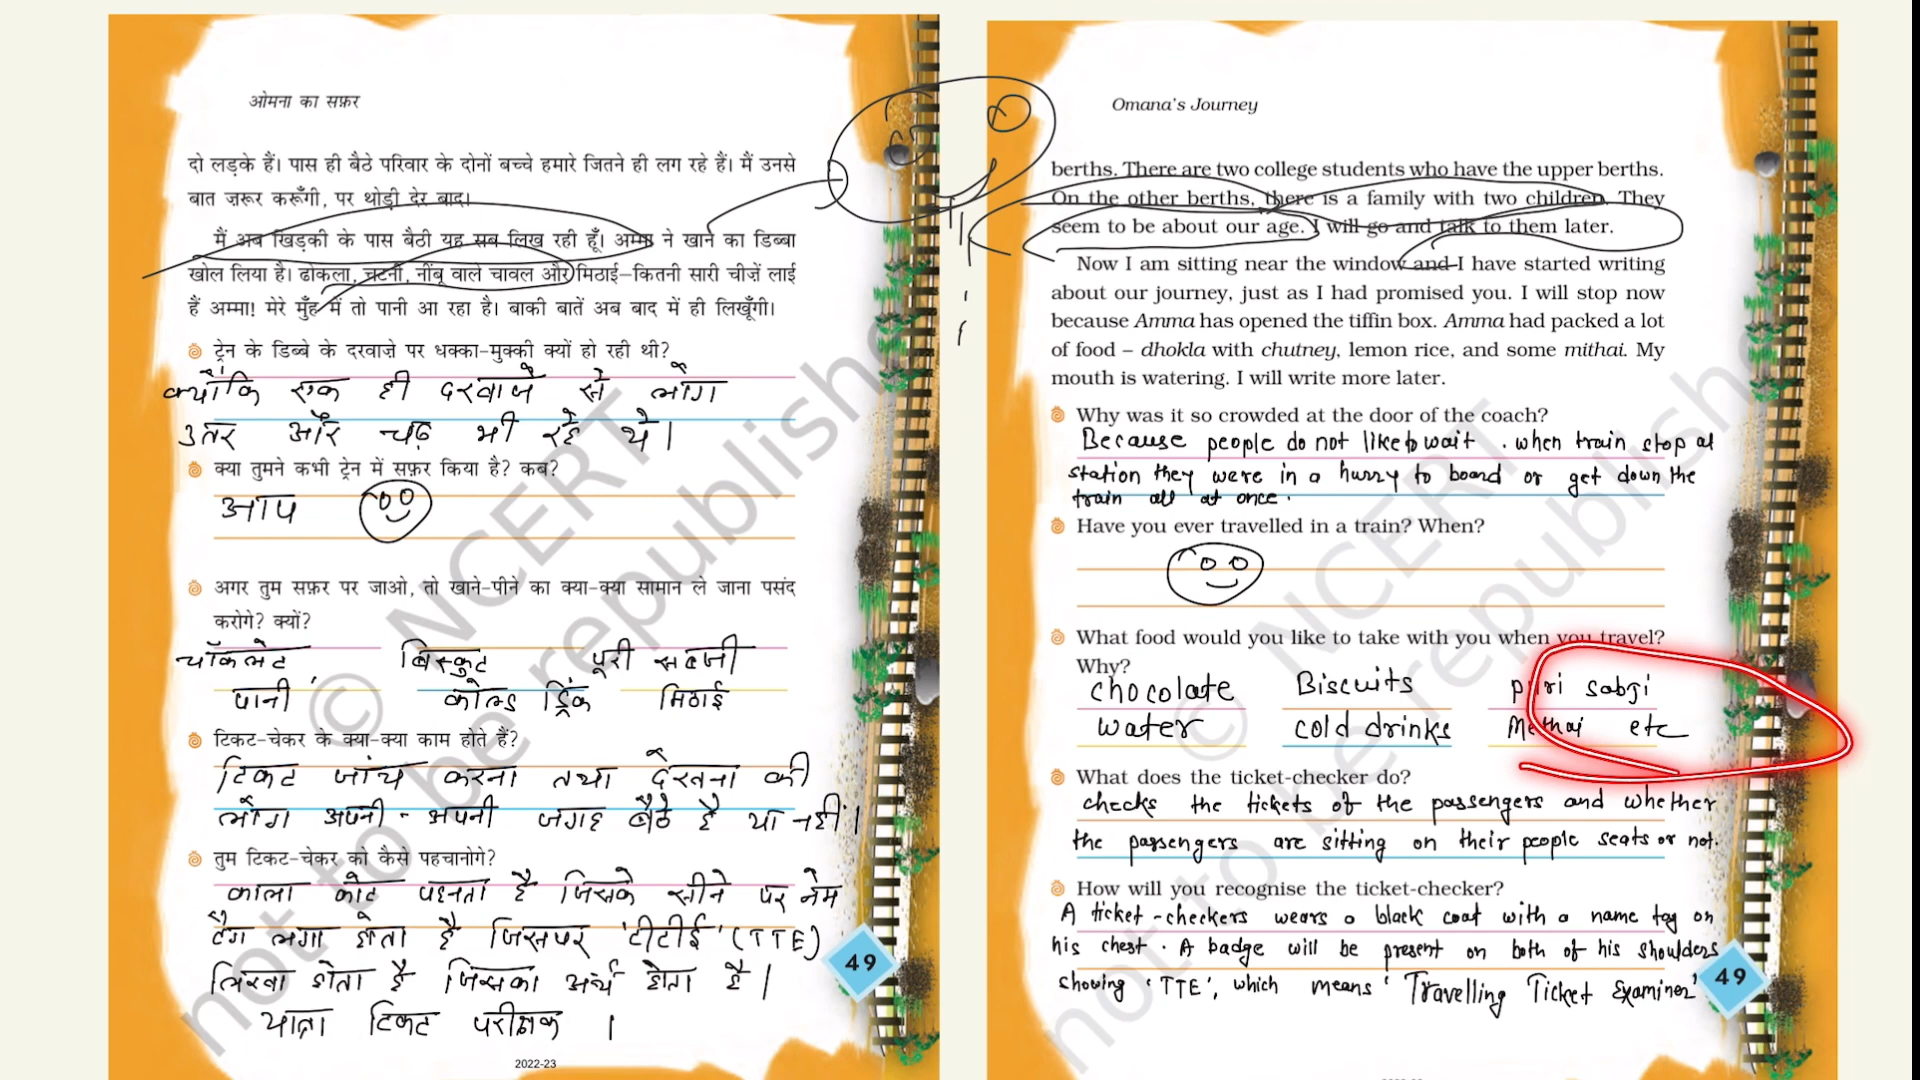 ओमना का सफ़र
दो लड़के हैं। पास ही बैठे परिवार के दोनों बच्चे हमारे जितने ही लग रहे हैं। मैं उनसे
बात ज़रूर करूँगी, पर थोड़ी देर बाद।
मैं अब खिड़की के पास बैठी यह सब लिख रही हूँ। अम्मा ने खाने का डिब्बा
खोल लिया है। ढोकला, चटनी, नींबू वाले चावल और मिठाई–कितनी सारी चीज़ें लाई
हैं अम्मा! मेरे मुँह में तो पानी आ रहा है। बाकी बातें अब बाद में ही लिखूँगी।
ट्रेन के डिब्बे के दरवाज़े पर धक्का-मुक्की क्यों हो रही थी?
क्योंकि एक ही दरवाजे से लोग
उतर और चढ़ भी रहे थे।
क्या तुमने कभी ट्रेन में सफ़र किया है? कब?
आप
अगर तुम सफ़र पर जाओ, तो खाने-पीने का क्या-क्या सामान ले जाना पसंद
करोगे? क्यों?
चॉकलेट, बिस्कुट पूरी सब्जी
पानी कोल्ड ड्रिंक मिठाई
टिकट-चेकर के क्या-क्या काम होते हैं?
टिकट जांच करना तथा देखना की
लोग अपनी - अपनी जगह बैठे है या नहीं।
तुम टिकट-चेकर को कैसे पहचानोगे?
काला कोट पहनता है जिसके सीने पर नेम
टैग लगा होता है जिसपर 'टीटीई' (TTE)
लिखा होता है जिसका अर्थ होता है।
यात्रा टिकट परीक्षक ।
49
2022-23
© NCERT
not to be republished
Omana's Journey
berths. There are two college students who have the upper berths.
On the other berths, there is a family with two children. They
seem to be about our age. I will go and talk to them later.
Now I am sitting near the window and I have started writing
about our journey, just as I had promised you. I will stop now
because Amma has opened the tiffin box. Amma had packed a lot
of food – dhokla with chutney, lemon rice, and some mithai. My
mouth is watering. I will write more later.
Why was it so crowded at the door of the coach?
Because people do not like to wait. when train stop at
station they were in a hurry to board or get down the
train all at once.
Have you ever travelled in a train? When?
What food would you like to take with you when you travel?
Why?
chocolate Biscuits puri sabji
water cold drinks Methai etc
What does the ticket-checker do?
checks the tickets of the passengers and whether
the passengers are sitting on their people seats or not.
How will you recognise the ticket-checker?
A ticket-checkers wears a black coat with a name tag on
his chest. A badge will be present on both of his shoulders
showing 'TTE', which means 'Travelling Ticket Examiner'
49
© NCERT
not to be republished